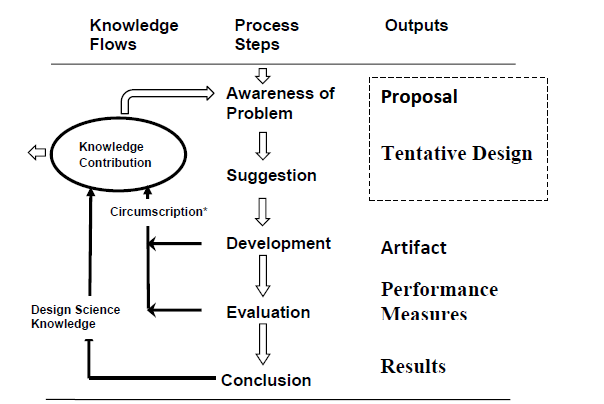 Knowledge
Flows
Process
Steps
Outputs
Awareness of
Problem
Proposal
Knowledge
Contribution
Tentative Design
Suggestion
Circumscription*
Development
Artifact
Design Science
Knowledge
Evaluation
Performance
Measures
Conclusion
Results